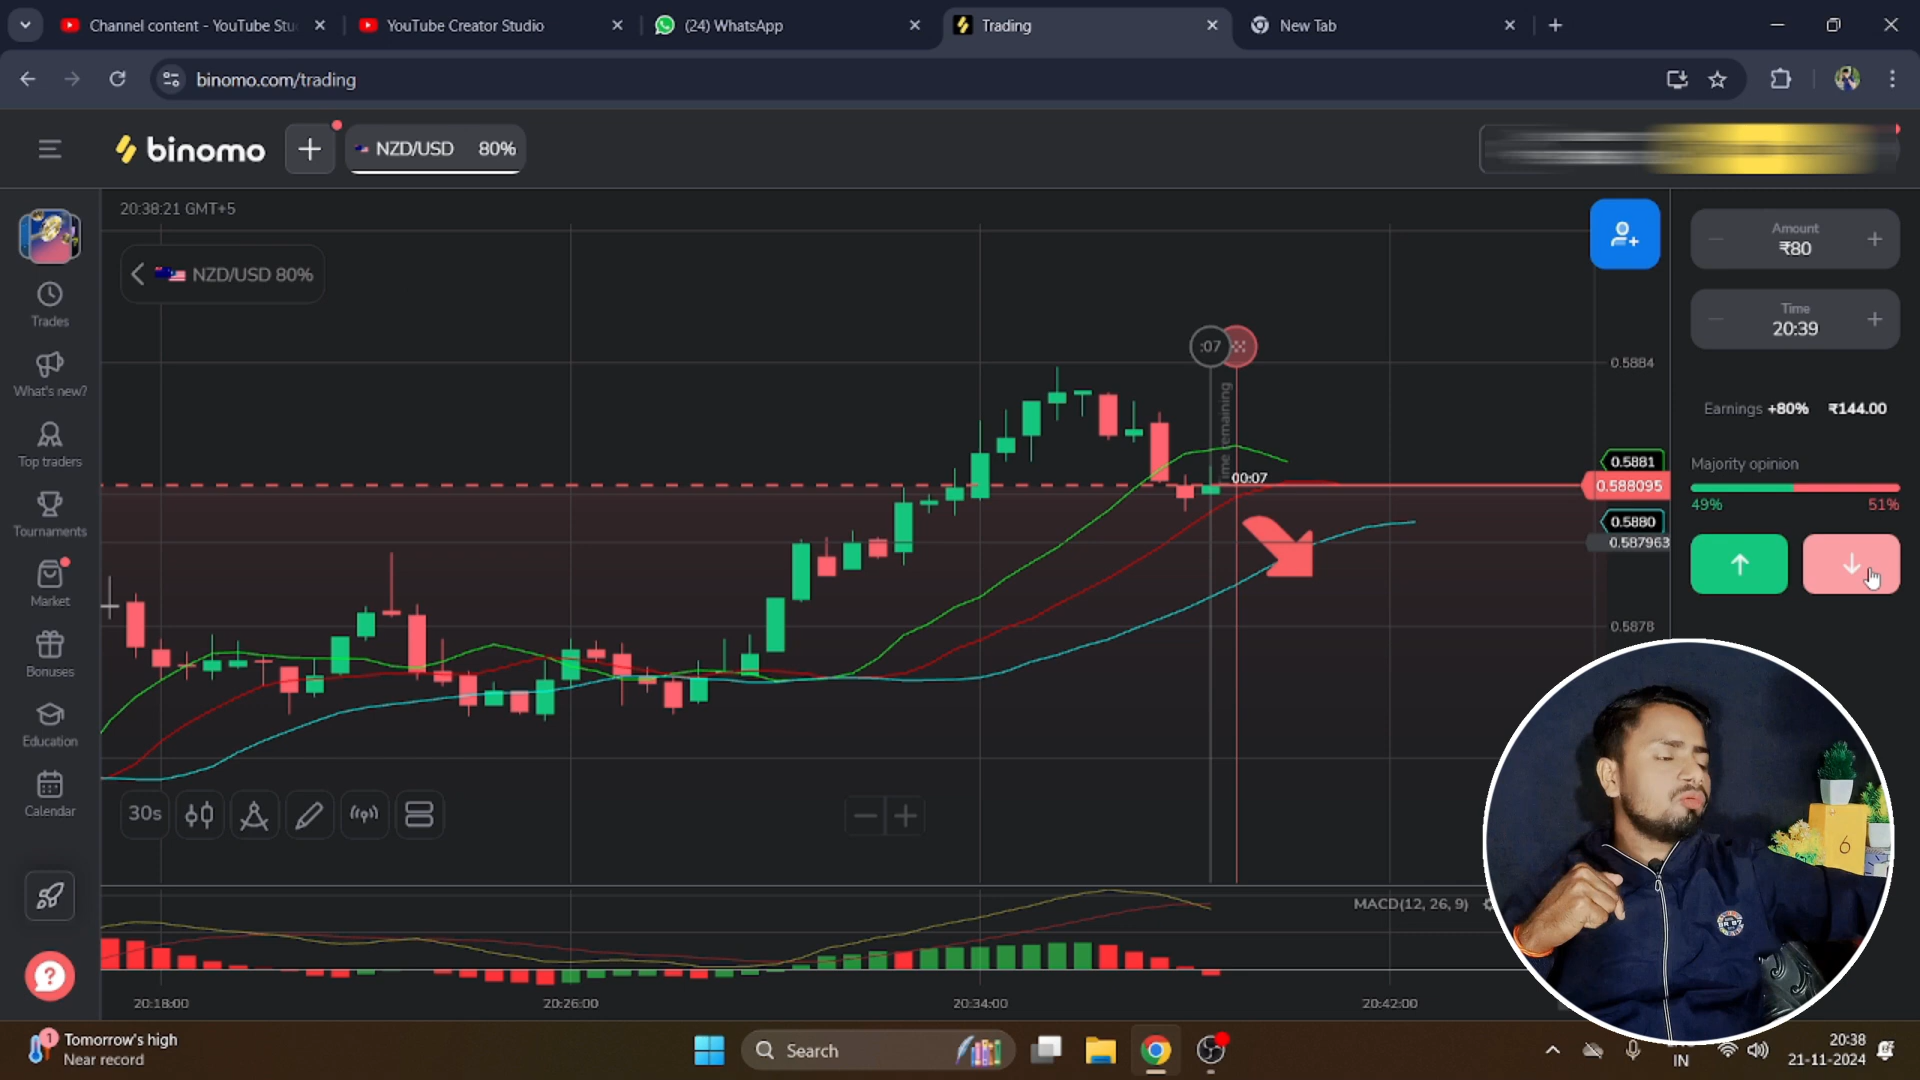 Channel content - YouTube Stu
YouTube Creator Studio
(24) WhatsApp
Trading
New Tab
binomo.com/trading
binomo
NZD/USD 80%
20:38:21 GMT+5
NZD/USD 80%
Trades
What's new?
Top traders
Tournaments
Market
Bonuses
Education
Calendar
:07
me remaining
00:07
0.5884
0.5881
0.588095
0.5880
0.587963
0.5878
Amount
₹80
Time
20:39
Earnings +80% ₹144.00
Majority opinion
49% 51%
30s
MACD(12, 26, 9)
20:18:00
20:26:00
20:34:00
20:42:00
6
1
Tomorrow's high
Near record
Search
IN
20:38
21-11-2024